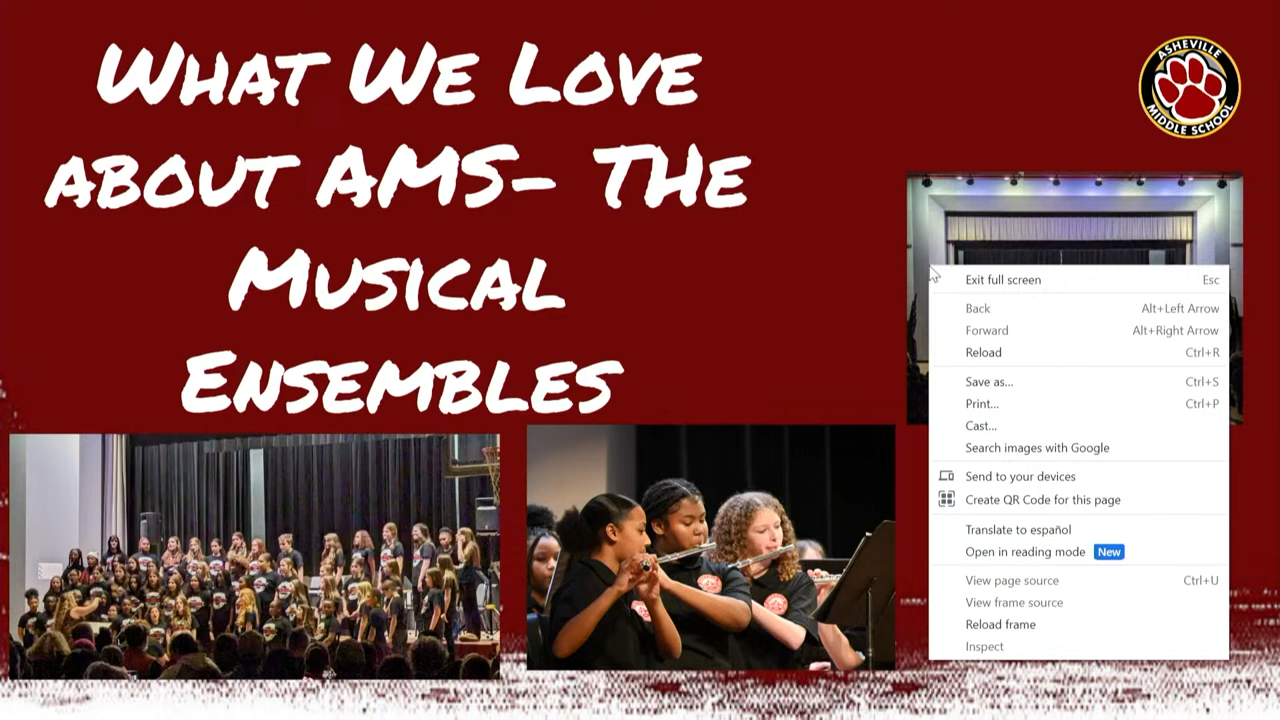 What We Love
about AMS- The
Musical
Ensembles
ASHEVILLE
MIDDLE SCHOOL
Exit full screen Esc
Back Alt+Left Arrow
Forward Alt+Right Arrow
Reload Ctrl+R
Save as... Ctrl+S
Print... Ctrl+P
Cast...
Search images with Google
Send to your devices
Create QR Code for this page
Translate to español
Open in reading mode New
View page source Ctrl+U
View frame source
Reload frame
Inspect